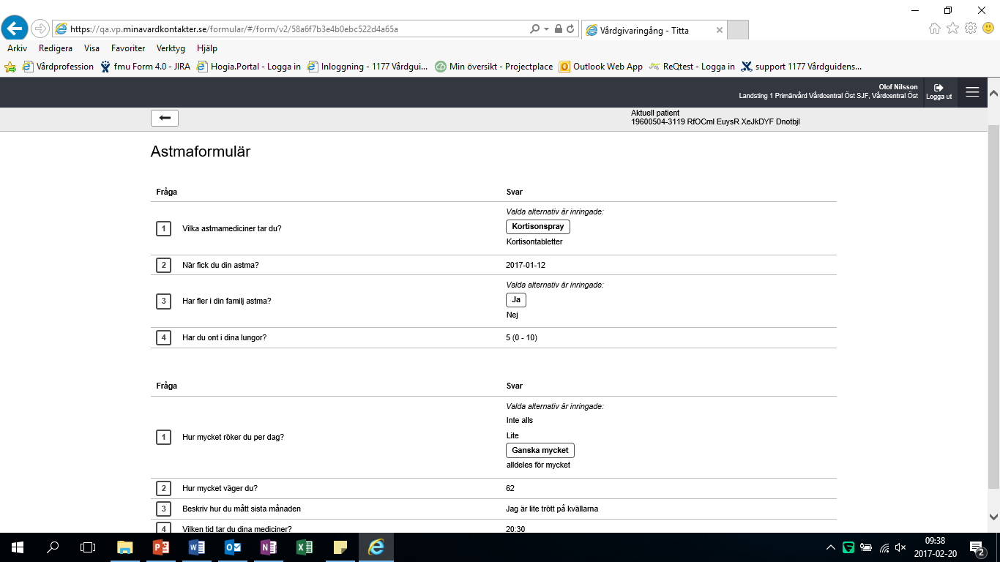 https://qa.vp.minavardkontakter.se/formular/#/form/v2/58a6f7b3e4b0ebc522d4a65a
Vårdgivaringång - Titta
Arkiv Redigera Visa Favoriter Verktyg Hjälp
Vårdprofession fmu Form 4.0 - JIRA Hogia.Portal - Logga in Inloggning - 1177 Vårdgui... Min översikt - Projectplace Outlook Web App ReQtest - Logga in support 1177 Vårdguidens...
Olof Nilsson
Landsting 1 Primärvård Vårdcentral Öst SJF, Vårdcentral Öst
Logga ut
Aktuell patient
19600504-3119 RfOCml EuysR XeJkDYF Dnotbjl
Astmaformulär
Fråga Svar
Valda alternativ är inringade:
1 Vilka astmamediciner tar du?
Kortisonspray
Kortisontabletter
2 När fick du din astma? 2017-01-12
Valda alternativ är inringade:
3 Har fler i din familj astma?
Ja
Nej
4 Har du ont i dina lungor? 5 (0 - 10)
Fråga Svar
Valda alternativ är inringade:
1 Hur mycket röker du per dag?
Inte alls
Lite
Ganska mycket
alldeles för mycket
2 Hur mycket väger du? 62
3 Beskriv hur du mått sista månaden Jag är lite trött på kvällarna
4 Vilken tid tar du dina mediciner? 20:30
09:38
2017-02-20
2